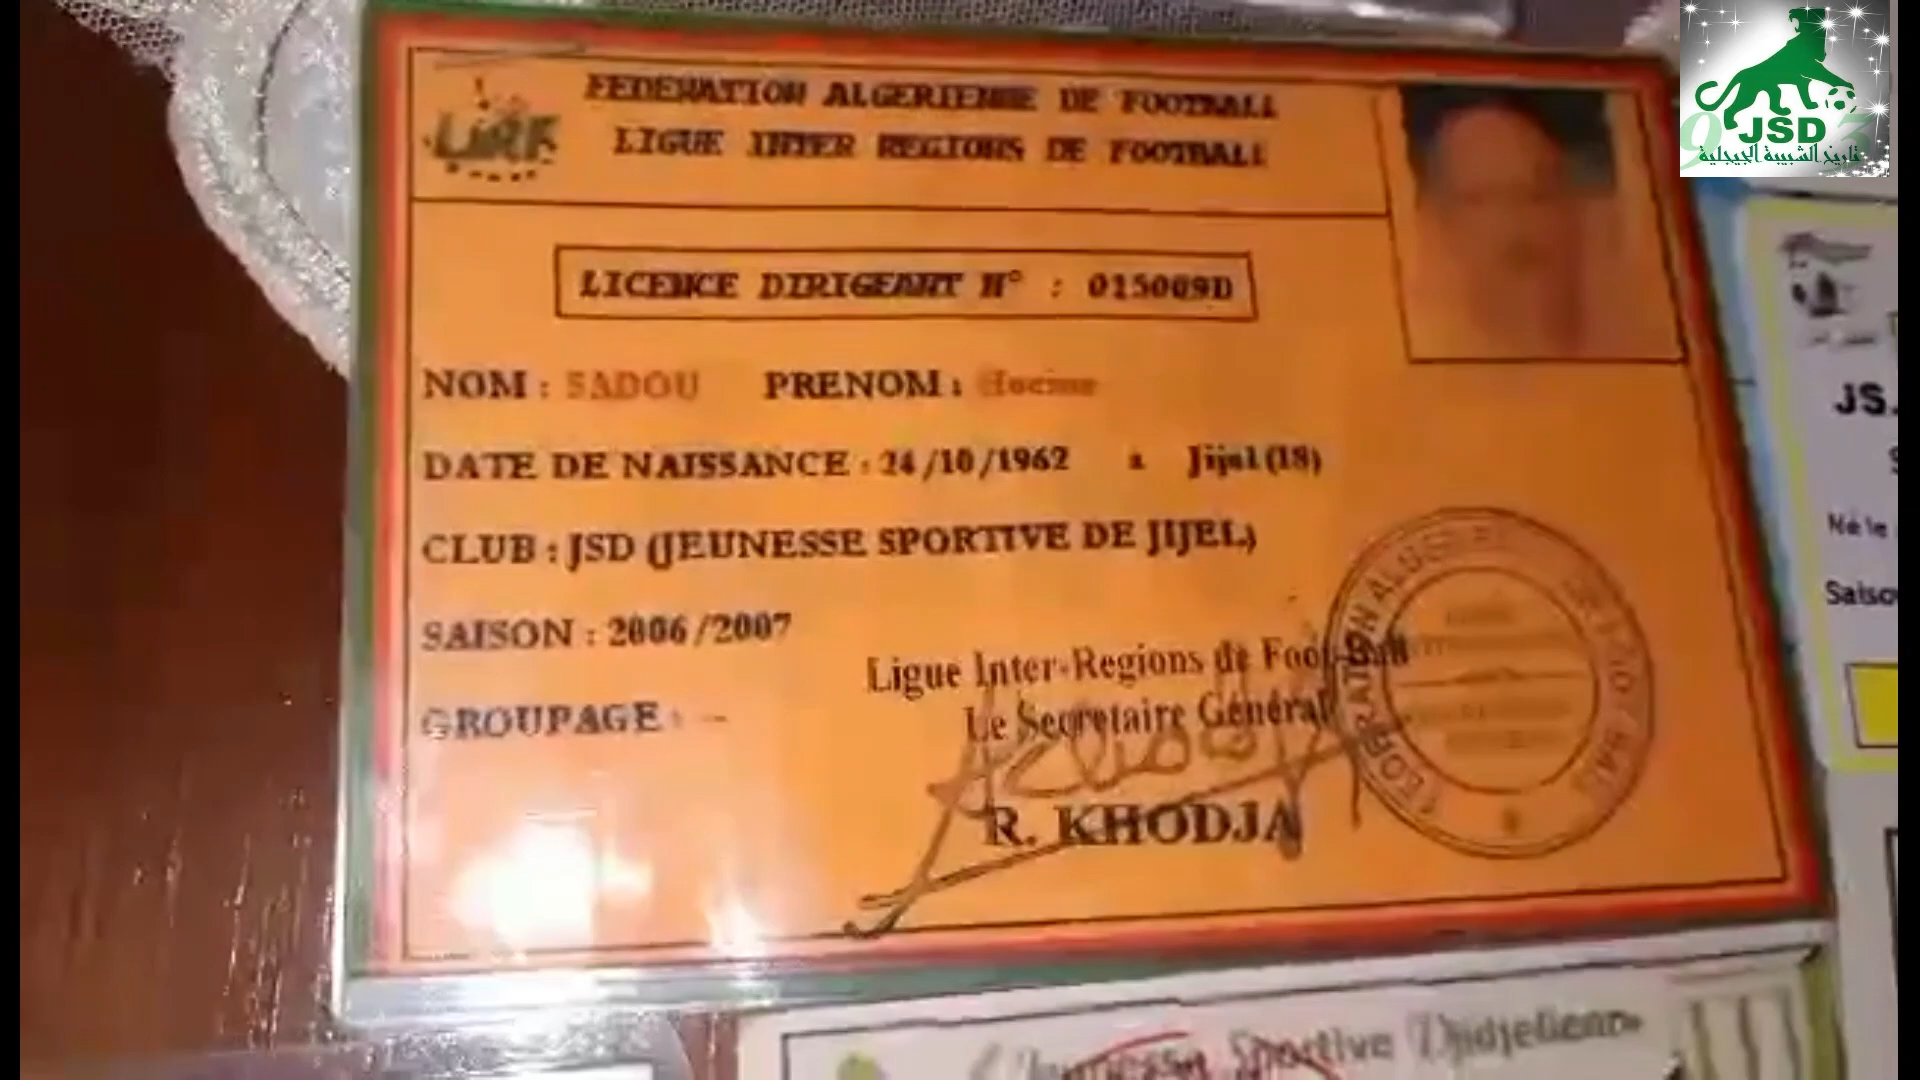 FEDERATION ALGERIENNE DE FOOTBALL
LIGUE INTER REGIONS DE FOOTBALL
LIRF
LICENCE DIRIGEANT N° : 015009D
NOM : SADOU PRENOM : Hocine
DATE DE NAISSANCE : 24/10/1962 a Jijel (18)
CLUB : JSD (JEUNESSE SPORTIVE DE JIJEL)
SAISON : 2006/2007
GROUPAGE : -
Ligue Inter-Regions de Foot-Ball
Le Secretaire Général
R. KHODJA
JSD
تاريخ الشبيبة الجيجلية
JS.
Né le
Saiso
Sportive Djidjelienne